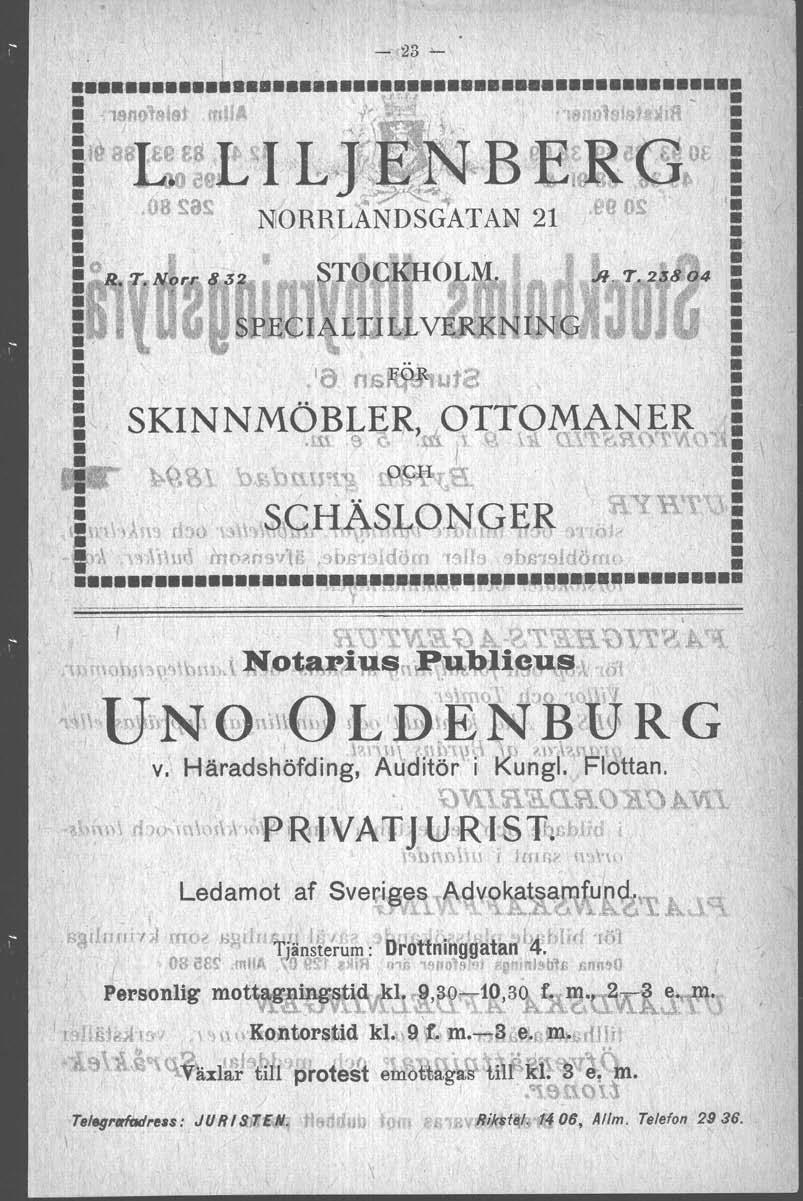 — 23 —
L. LILJENBERG
NORRLANDSGATAN 21
R. T. Norr 832 STOCKHOLM. A. T. 238 04
SPECIALTILLVERKNING
FÖR
SKINNMÖBLER, OTTOMANER
OCH
SCHÄSLONGER
Notarius Publicus
UNO OLDENBURG
v. Häradshöfding, Auditör i Kungl. Flottan.
PRIVATJURIST.
Ledamot af Sveriges Advokatsamfund.
Tjänsterum: Drottninggatan 4.
Personlig mottagningstid kl. 9,30—10,30 f. m., 2—3 e. m.
Kontorstid kl. 9 f. m.—3 e. m.
Växlar till protest emottagas till kl. 3 e. m.
Telegrafadress: JURISTEN. Rikstel. 14 06, Allm. Telefon 29 36.